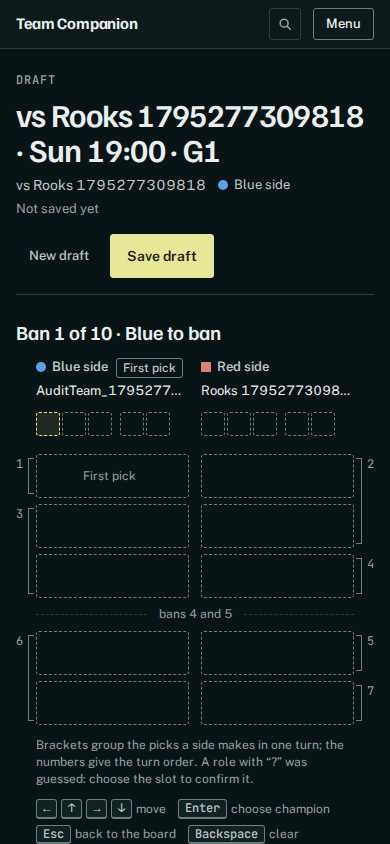 Team Companion
Menu
DRAFT
vs Rooks 1795277309818
· Sun 19:00 · G1
vs Rooks 1795277309818 Blue side
Not saved yet
New draft Save draft
Ban 1 of 10 · Blue to ban
Blue side First pick Red side
AuditTeam_1795277... Rooks 17952773098...
1 First pick 2
3
4
bands 4 and 5
6 5
7
Brackets group the picks a side makes in one turn; the
numbers give the turn order. A role with “?” was
guessed: choose the slot to confirm it.
← ↑ → ↓ move Enter choose champion
Esc back to the board Backspace clear